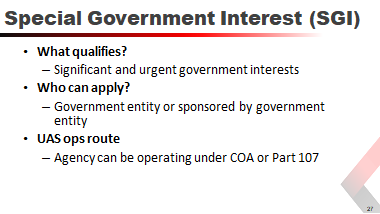 Special Government Interest (SGI)
• What qualifies?
– Significant and urgent government interests
• Who can apply?
– Government entity or sponsored by government
entity
• UAS ops route
– Agency can be operating under COA or Part 107
27